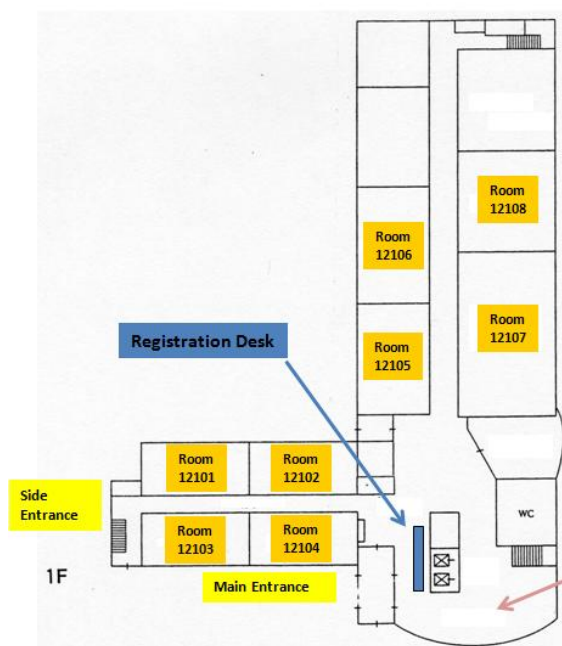 Room
12108
Room
12106
Room
12107
Registration Desk
Room
12105
Room
12101
Room
12102
Side
Entrance
WC
Room
12103
Room
12104
1F
Main Entrance